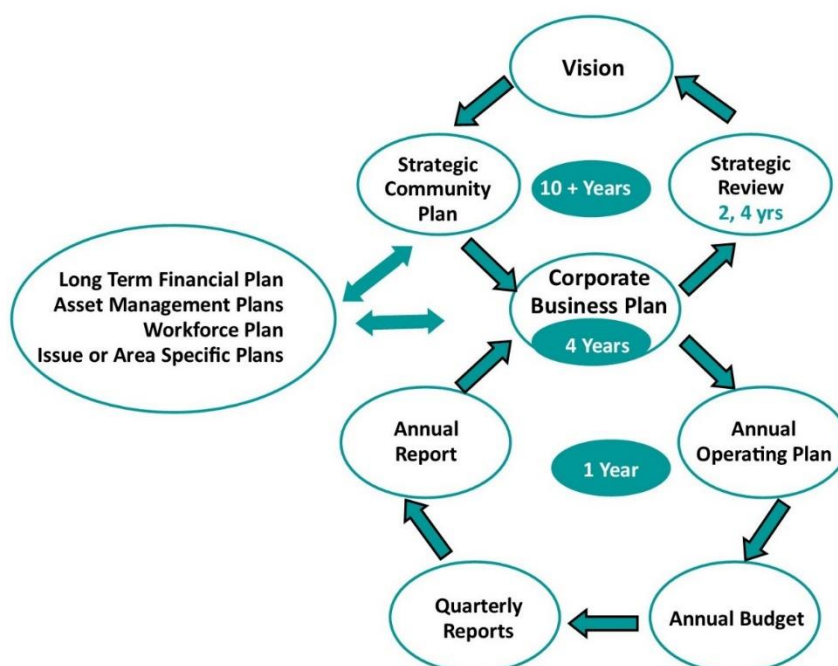 Vision
Strategic
Community
Plan
10 + Years
Strategic
Review
2, 4 yrs
Long Term Financial Plan
Asset Management Plans
Workforce Plan
Issue or Area Specific Plans
Corporate
Business Plan
4 Years
Annual
Report
1 Year
Annual
Operating Plan
Quarterly
Reports
Annual Budget